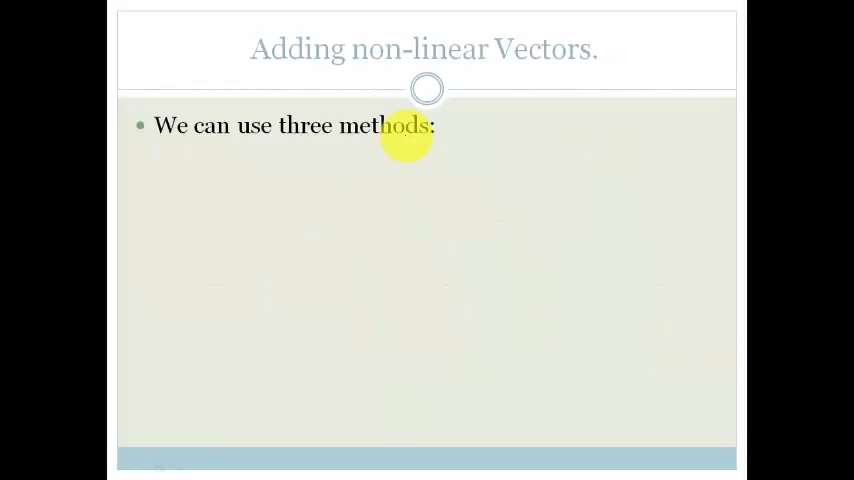 Adding non-linear Vectors.
• We can use three methods: